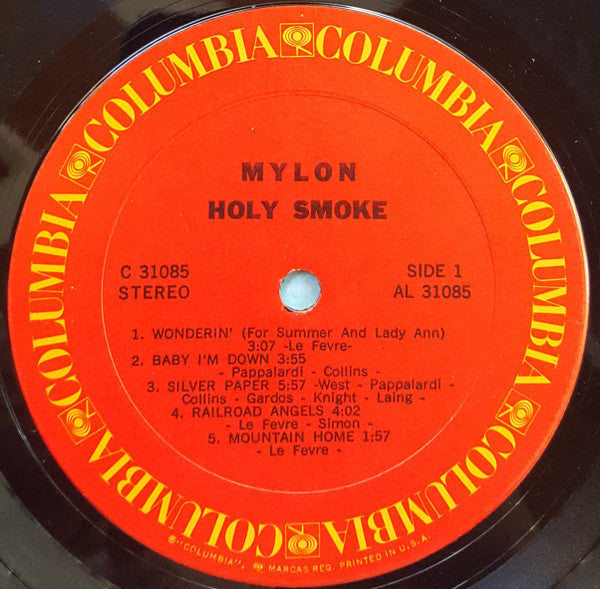 MYLON
HOLY SMOKE
C 31085
STEREO
SIDE 1
AL 31085
1. WONDERIN' (For Summer And Lady Ann)
3:07 -Le Fevre-
2. BABY I'M DOWN 3:55
- Pappalardi - Collins -
3. SILVER PAPER 5:57 -West - Pappalardi -
Collins - Gardos - Knight - Laing -
4. RAILROAD ANGELS 4:02
- Le Fevre - Simon -
5. MOUNTAIN HOME 1:57
- Le Fevre -
COLUMBIA
COLUMBIA
COLUMBIA
COLUMBIA
COLUMBIA
COLUMBIA
"COLUMBIA", MARCAS REG. PRINTED IN U.S.A.